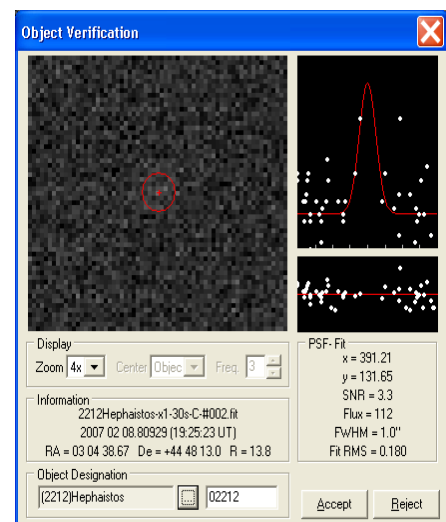 Object Verification
Display
Zoom 4x Center Objec Freq. 3
Information
2212Hephaistos-x1-30s-C-#002.fit
2007 02 08.80929 (19:25:23 UT)
RA = 03 04 38.67 De = +44 48 13.0 R = 13.8
Object Designation
(2212)Hephaistos ... 02212
PSF- Fit
x = 391.21
y = 131.65
SNR = 3.3
Flux = 112
FWHM = 1.0"
Fit RMS = 0.180
Accept Reject